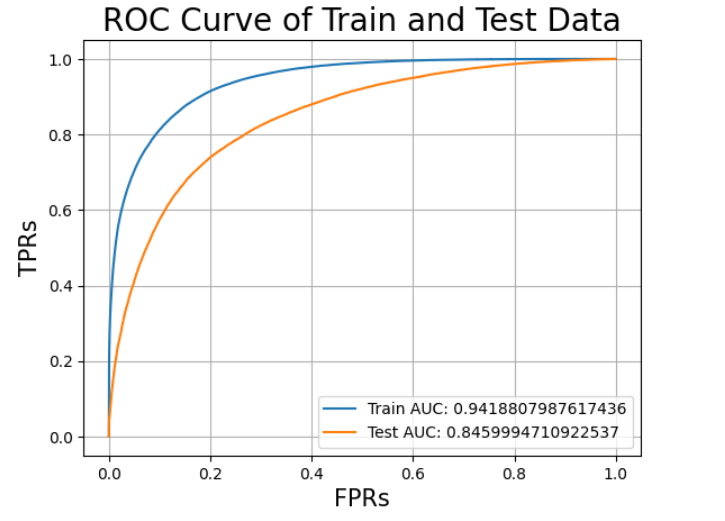 ROC Curve of Train and Test Data
TPRs
1.0
0.8
0.6
0.4
0.2
0.0
Train AUC: 0.9418807987617436
Test AUC: 0.8459994710922537
0.0 0.2 0.4 0.6 0.8 1.0
FPRs